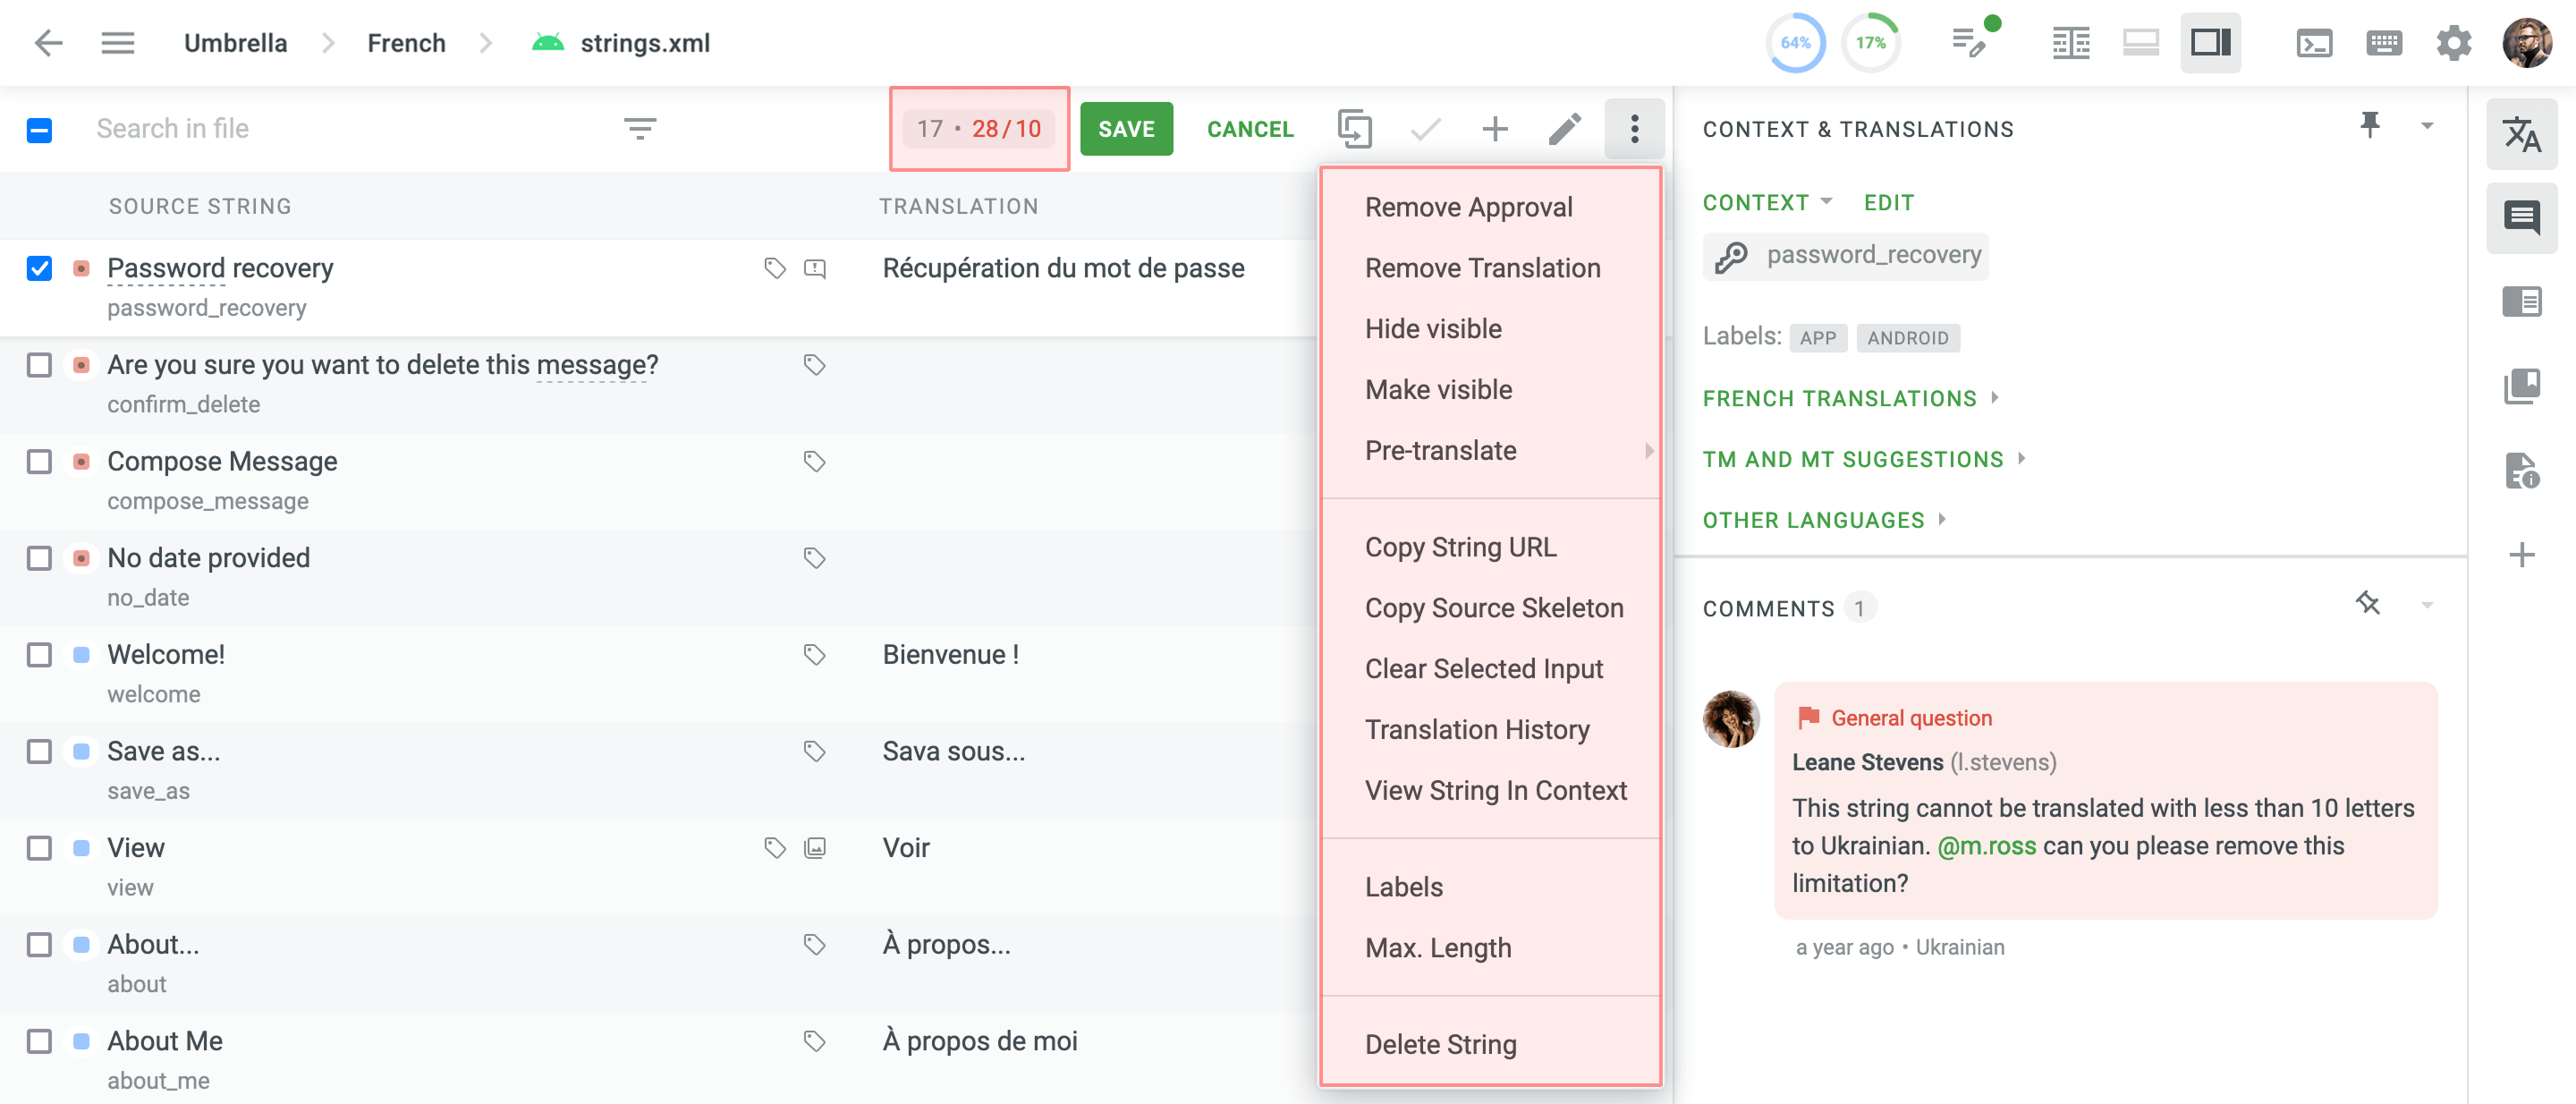 Umbrella
French
strings.xml
64%
17%
Search in file
17 • 28/10
SAVE
CANCEL
SOURCE STRING
TRANSLATION
Password recovery
password_recovery
Récupération du mot de passe
Are you sure you want to delete this message?
confirm_delete
Compose Message
compose_message
No date provided
no_date
Welcome!
welcome
Bienvenue !
Save as...
save_as
Sava sous...
View
view
Voir
About...
about
À propos...
About Me
about_me
À propos de moi
Remove Approval
Remove Translation
Hide visible
Make visible
Pre-translate
Copy String URL
Copy Source Skeleton
Clear Selected Input
Translation History
View String In Context
Labels
Max. Length
Delete String
CONTEXT & TRANSLATIONS
CONTEXT
EDIT
password_recovery
Labels: APP ANDROID
FRENCH TRANSLATIONS
TM AND MT SUGGESTIONS
OTHER LANGUAGES
COMMENTS 1
General question
Leane Stevens (l.stevens)
This string cannot be translated with less than 10 letters
to Ukrainian. @m.ross can you please remove this
limitation?
a year ago • Ukrainian